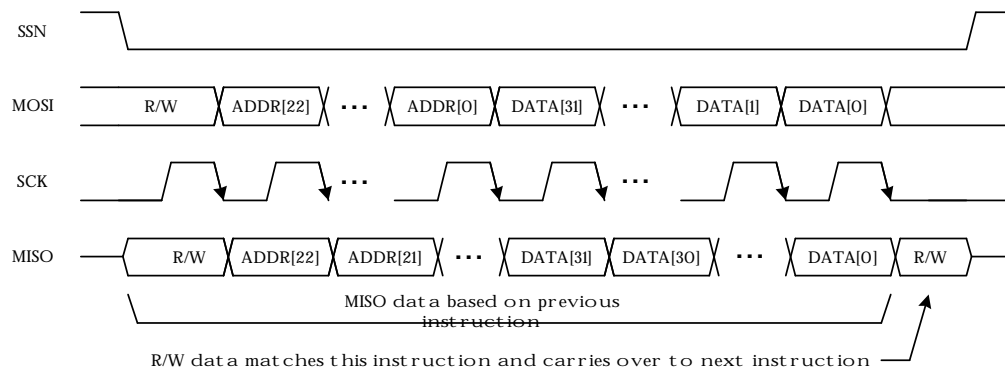 SSN
MOSI R/W ADDR[22] ... ADDR[0] DATA[31] ... DATA[1] DATA[0]
SCK ... ...
MISO R/W ADDR[22] ADDR[21] ... DATA[31] DATA[30] ... DATA[0] R/W
MISO data based on previous
instruction
R/W data matches this instruction and carries over to next instruction